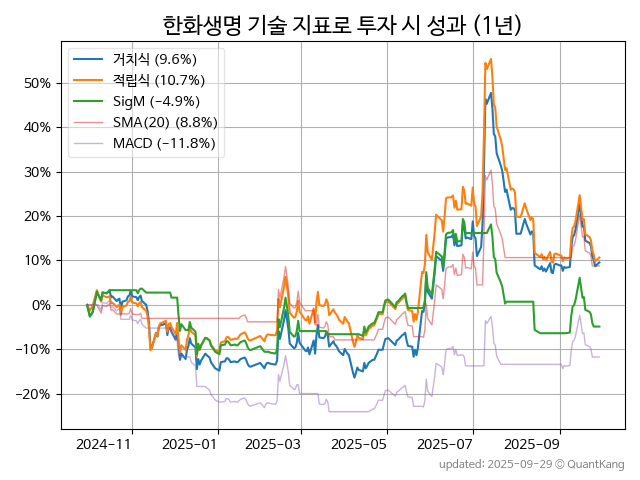 한화생명 기술 지표로 투자 시 성과 (1년)
거치식 (9.6%)
적립식 (10.7%)
SigM (−4.9%)
SMA(20) (8.8%)
MACD (−11.8%)
50%
40%
30%
20%
10%
0%
−10%
−20%
2024-11 2025-01 2025-03 2025-05 2025-07 2025-09
updated: 2025-09-29 © QuantKang